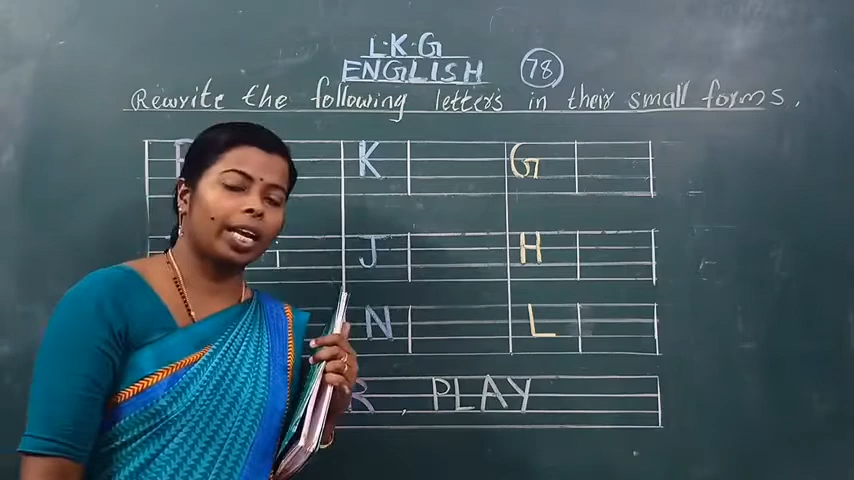 L.K.G
ENGLISH 78
Rewrite the following letters in their small forms.
K G
J H
N L
R, PLAY